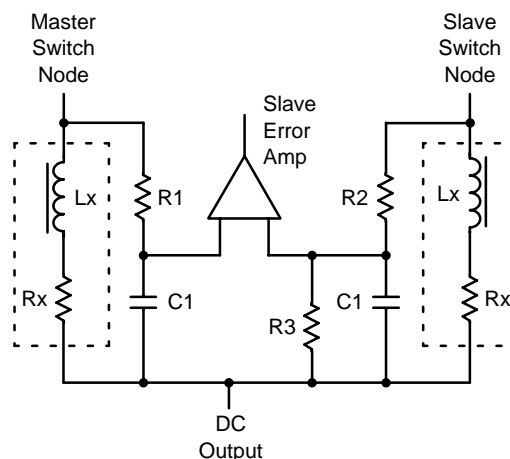 Master
Switch
Node
Slave
Switch
Node
Slave
Error
Amp
Lx
R1
R2
Lx
Rx
C1
R3
C1
Rx
DC
Output